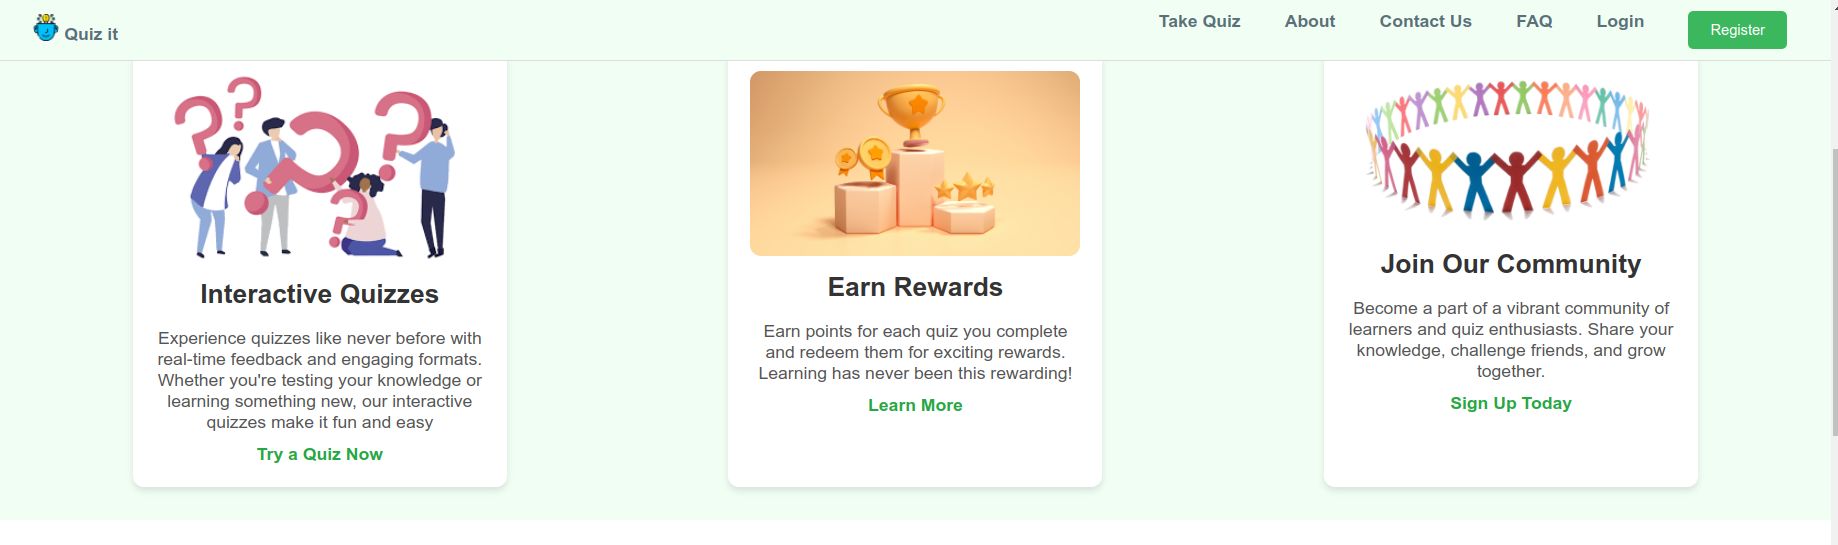 Quiz it
Take Quiz
About
Contact Us
FAQ
Login
Register
Interactive Quizzes
Experience quizzes like never before with
real-time feedback and engaging formats.
Whether you're testing your knowledge or
learning something new, our interactive
quizzes make it fun and easy
Try a Quiz Now
Earn Rewards
Earn points for each quiz you complete
and redeem them for exciting rewards.
Learning has never been this rewarding!
Learn More
Join Our Community
Become a part of a vibrant community of
learners and quiz enthusiasts. Share your
knowledge, challenge friends, and grow
together.
Sign Up Today